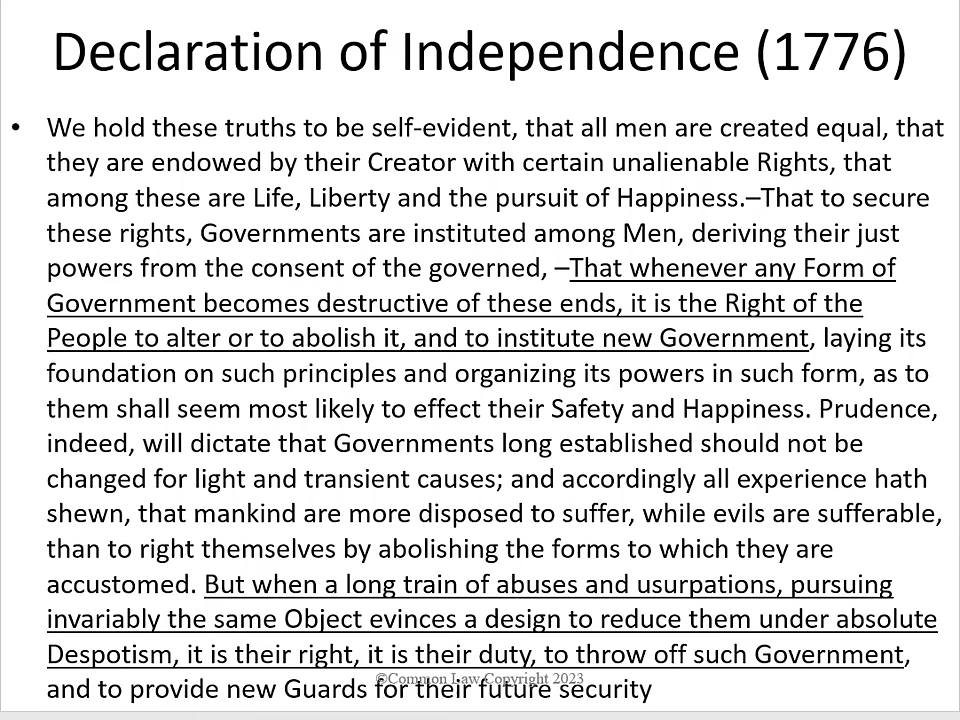 Declaration of Independence (1776)
• We hold these truths to be self-evident, that all men are created equal, that
they are endowed by their Creator with certain unalienable Rights, that
among these are Life, Liberty and the pursuit of Happiness.–That to secure
these rights, Governments are instituted among Men, deriving their just
powers from the consent of the governed, –That whenever any Form of
Government becomes destructive of these ends, it is the Right of the
People to alter or to abolish it, and to institute new Government, laying its
foundation on such principles and organizing its powers in such form, as to
them shall seem most likely to effect their Safety and Happiness. Prudence,
indeed, will dictate that Governments long established should not be
changed for light and transient causes; and accordingly all experience hath
shewn, that mankind are more disposed to suffer, while evils are sufferable,
than to right themselves by abolishing the forms to which they are
accustomed. But when a long train of abuses and usurpations, pursuing
invariably the same Object evinces a design to reduce them under absolute
Despotism, it is their right, it is their duty, to throw off such Government,
©Common Law Copyright 2023
and to provide new Guards for their future security